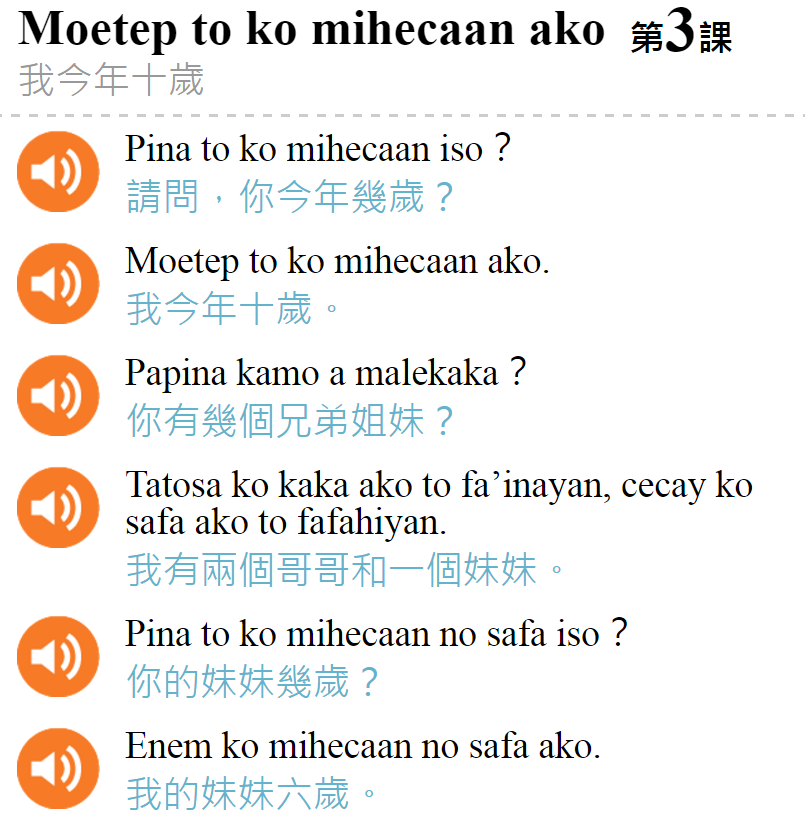 Moetep to ko mihecaan ako 第3課
我今年十歲
Pina to ko mihecaan iso？
請問，你今年幾歲？
Moetep to ko mihecaan ako.
我今年十歲。
Papina kamo a malekaka？
你有幾個兄弟姐妹？
Tatosa ko kaka ako to fa’inayan, cecay ko
safa ako to fafahiyan.
我有兩個哥哥和一個妹妹。
Pina to ko mihecaan no safa iso？
你的妹妹幾歲？
Enem ko mihecaan no safa ako.
我的妹妹六歲。